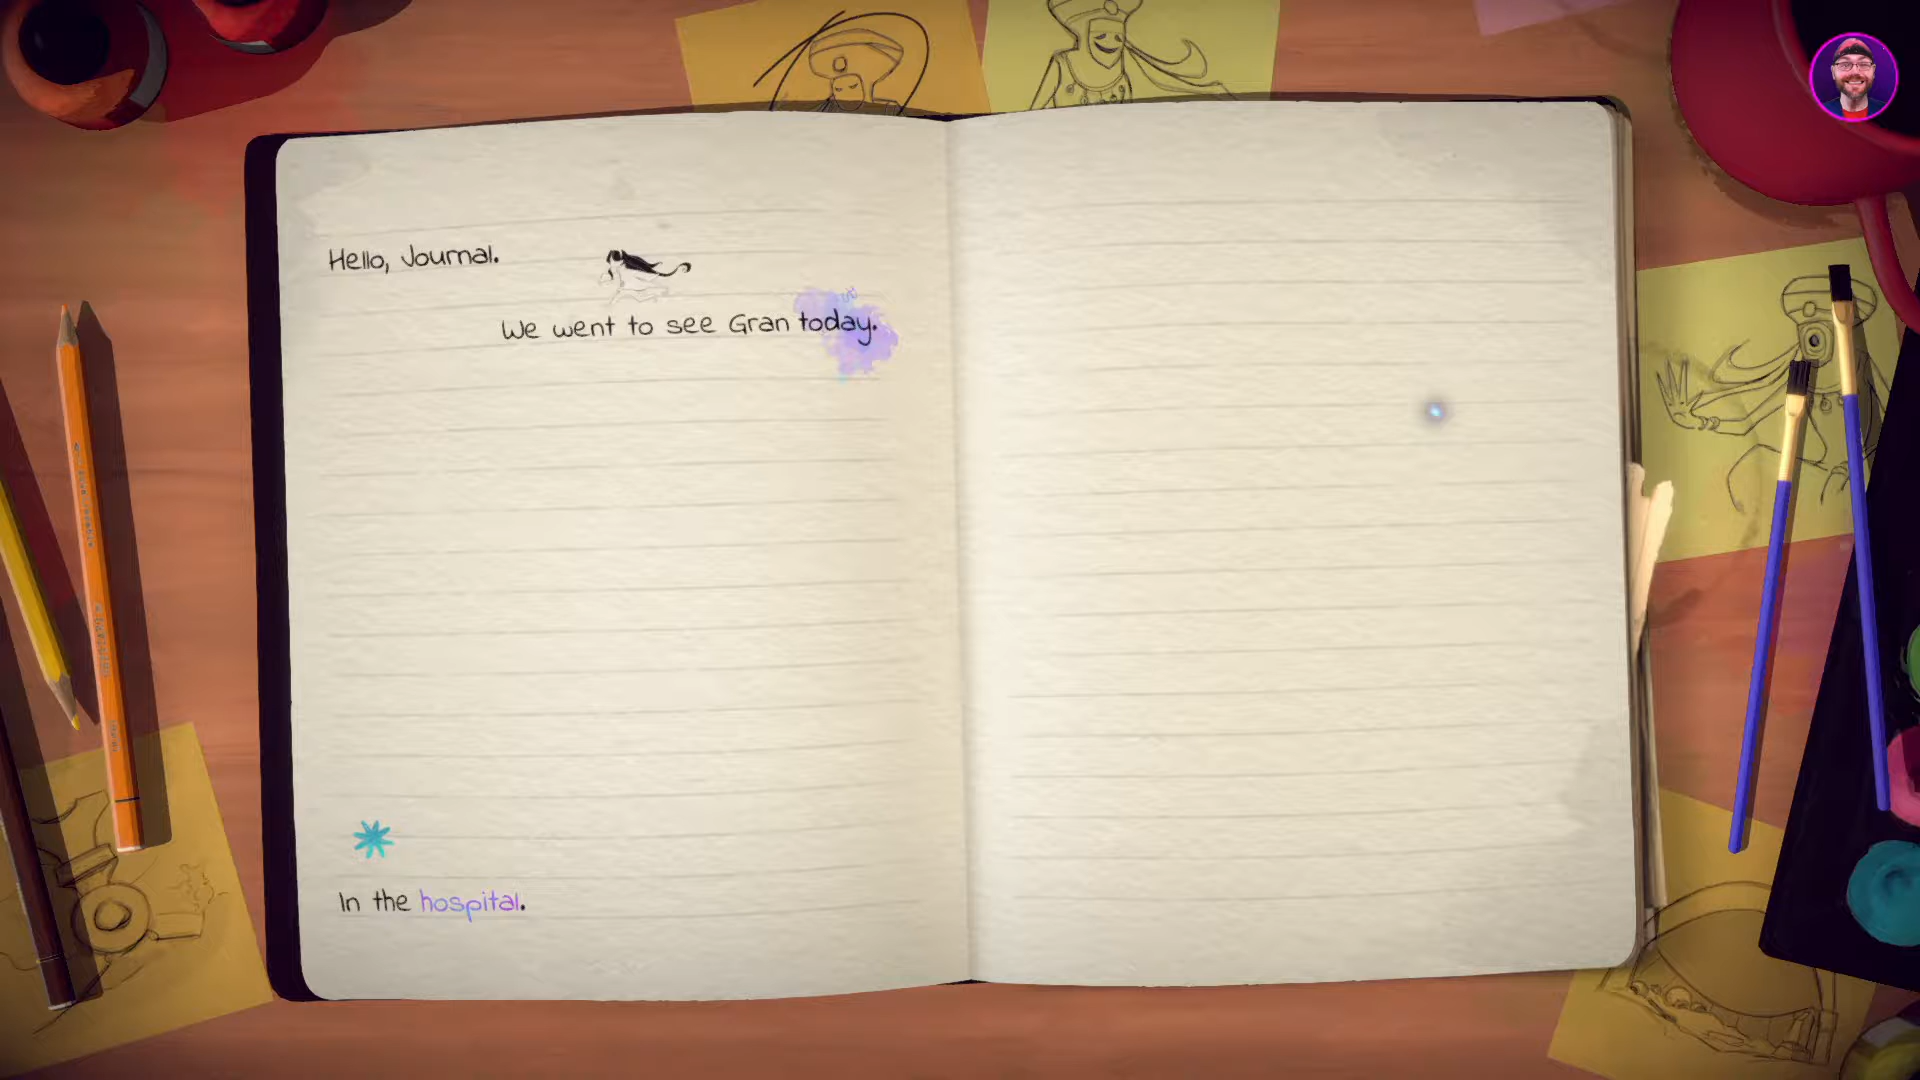 Hello, Journal.
We went to see Gran today.
In the hospital.